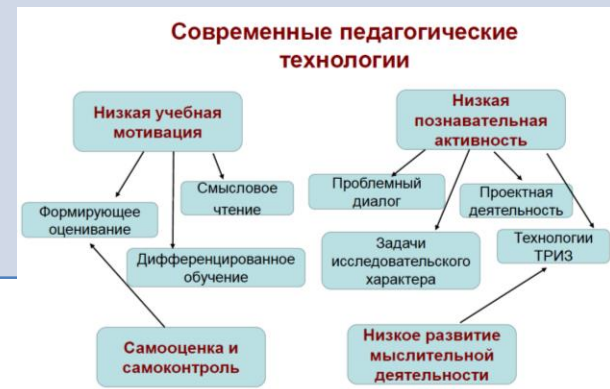 Современные педагогические
технологии
Низкая учебная
мотивация
Низкая
познавательная
активность
Смысловое
чтение
Формирующее
оценивание
Дифференцированное
обучение
Проблемный
диалог
Проектная
деятельность
Задачи
исследовательского
характера
Технологии
ТРИЗ
Самооценка и
самоконтроль
Низкое развитие
мыслительной
деятельности